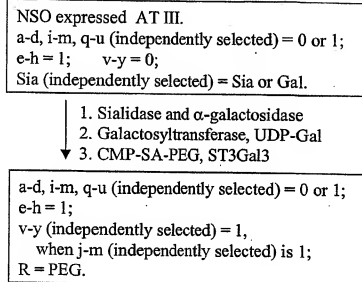 NSO expressed AT III.
a-d, i-m, q-u (independently selected) = 0 or 1;
e-h = 1; v-y = 0;
Sia (independently selected) = Sia or Gal.
1. Sialidase and α-galactosidase
2. Galactosyltransferase, UDP-Gal
3. CMP-SA-PEG, ST3Gal3
a-d, i-m, q-u (independently selected) = 0 or 1;
e-h = 1;
v-y (independently selected) = 1,
when j-m (independently selected) is 1;
R = PEG.